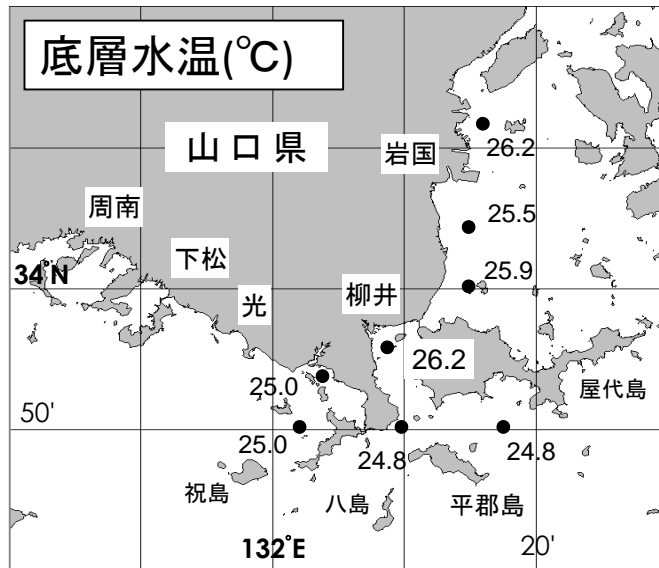 底層水温(℃)
山口県
岩国
26.2
周南
25.5
下松
34°N
25.9
光
柳井
26.2
25.0
屋代島
50'
25.0
24.8
24.8
祝島
八島
平郡島
132°E
20'